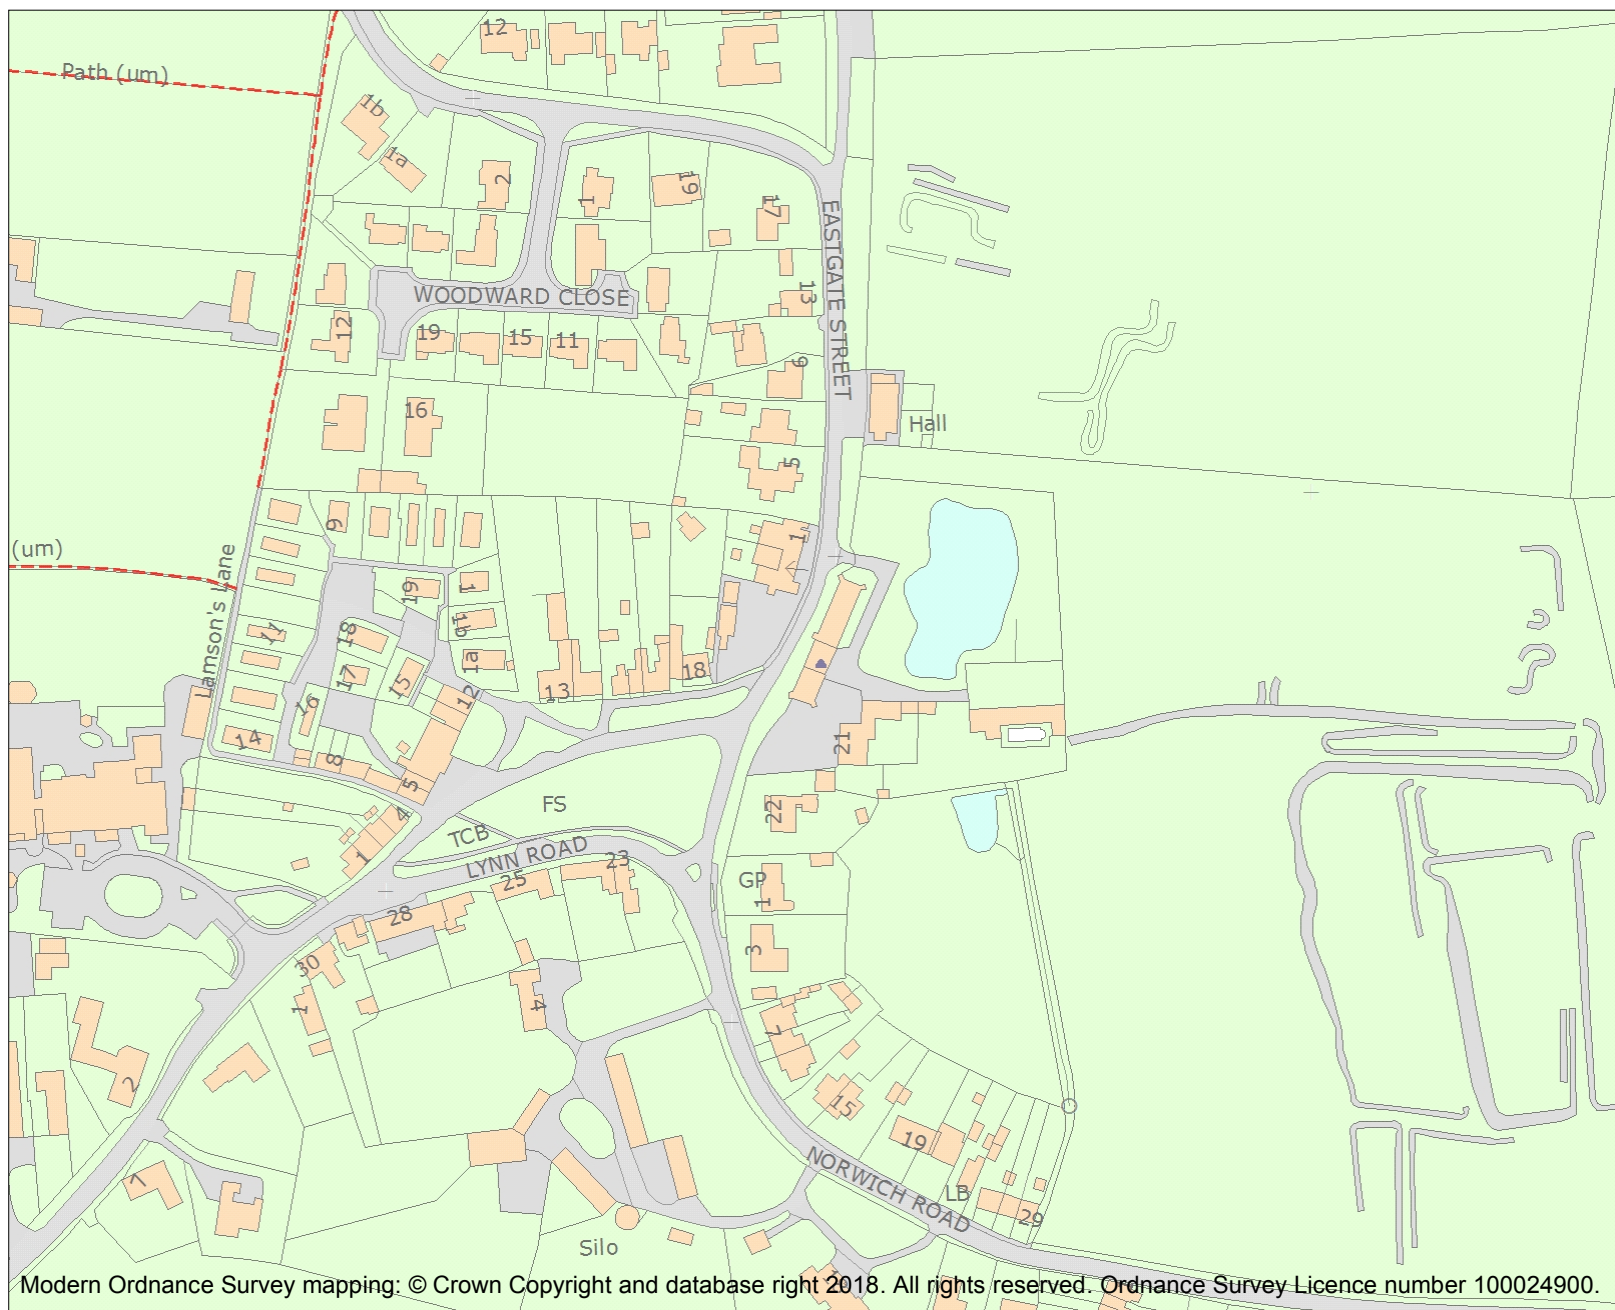 12
Path (um)
1b
1a
2
1
19
17
EASTGATE STREET
WOODWARD CLOSE
13
12
19
15
11
9
16
Hall
5
9
1
(um)
Lamson's Lane
19
1
1b
11
18
1a
17
15
18
13
12
16
14
21
8
5
FS
22
4
TCB
LYNN ROAD
1
23
25
GP
1
28
3
30
1
4
7
2
15
19
NORWICH ROAD
7
LB
29
Silo
Modern Ordnance Survey mapping: © Crown Copyright and database right 2018. All rights reserved. Ordnance Survey Licence number 100024900.